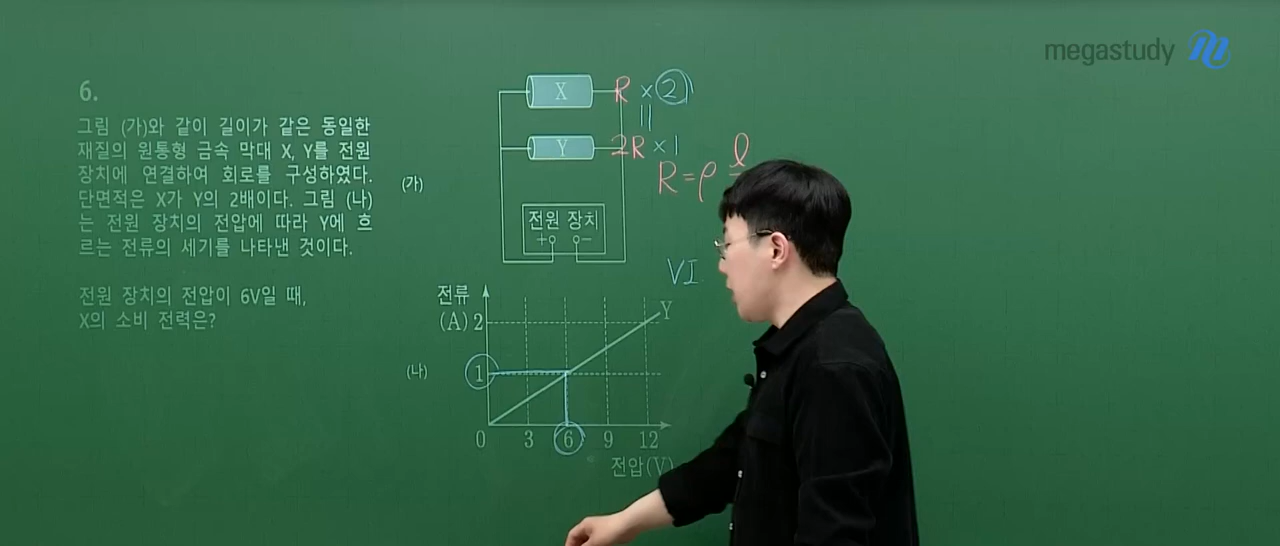 megastudy
6.
그림 (가)와 같이 길이가 같은 동일한
재질의 원통형 금속 막대 X, Y를 전원
장치에 연결하여 회로를 구성하였다.
단면적은 X가 Y의 2배이다. 그림 (나)
는 전원 장치의 전압에 따라 Y에 흐
르는 전류의 세기를 나타낸 것이다.
전원 장치의 전압이 6V일 때,
X의 소비 전력은?
(가)
X R × 2
||
Y 2R × 1
R = ρ ℓ
전원 장치
+ −
VI
(나)
전류
(A) 2
1
Y
0 3 6 9 12
전압(V)